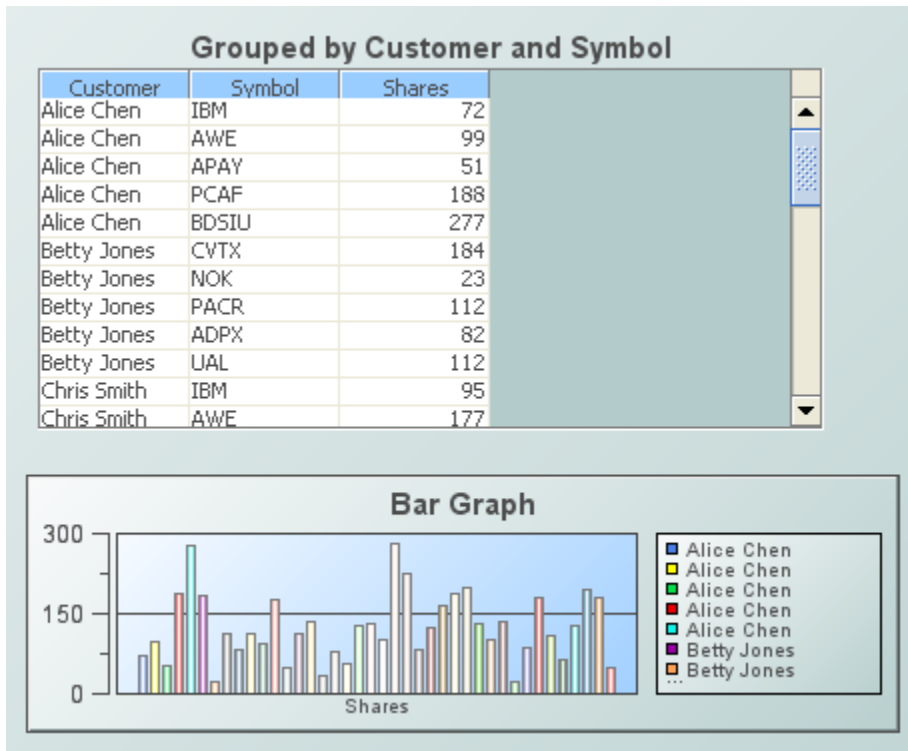 Grouped by Customer and Symbol
Customer Symbol Shares
Alice Chen IBM 72
Alice Chen AWE 99
Alice Chen APAY 51
Alice Chen PCAF 188
Alice Chen BDSIU 277
Betty Jones CVTX 184
Betty Jones NOK 23
Betty Jones PACR 112
Betty Jones ADPX 82
Betty Jones UAL 112
Chris Smith IBM 95
Chris Smith AWE 177
Bar Graph
300
150
0
Shares
Alice Chen
Alice Chen
Alice Chen
Alice Chen
Alice Chen
Betty Jones
Betty Jones
...